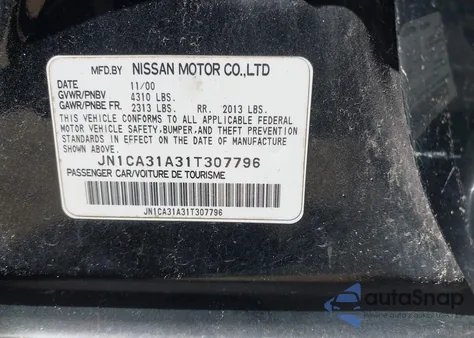 MFD.BY NISSAN MOTOR CO.,LTD
DATE 11/00
GVWR/PNBV 4310 LBS.
GAWR/PNBE FR. 2313 LBS. RR. 2013 LBS.
THIS VEHICLE CONFORMS TO ALL APPLICABLE FEDERAL
MOTOR VEHICLE SAFETY,BUMPER,AND THEFT PREVENTION
STANDARDS IN EFFECT ON THE DATE OF MANUFACTURE
SHOWN ABOVE.
JN1CA31A31T307796
PASSENGER CAR/VOITURE DE TOURISME
JN1CA31A31T307796
autoSnap